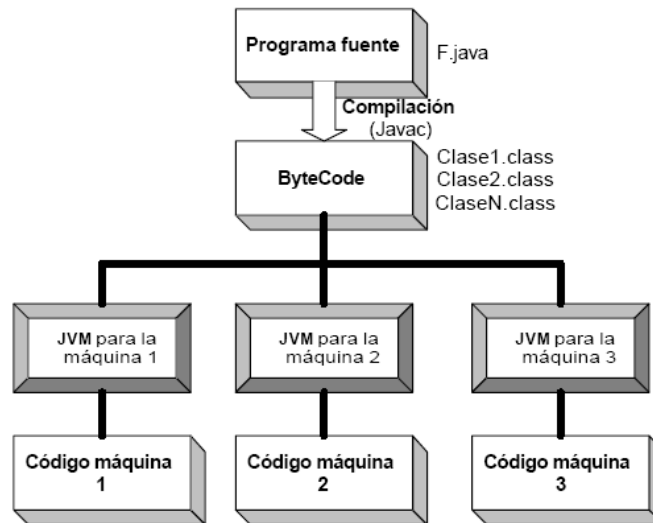 Programa fuente
F.java
Compilación
(Javac)
ByteCode
Clase1.class
Clase2.class
ClaseN.class
JVM para la
máquina 1
JVM para la
máquina 2
JVM para la
máquina 3
Código máquina
1
Código máquina
2
Código máquina
3